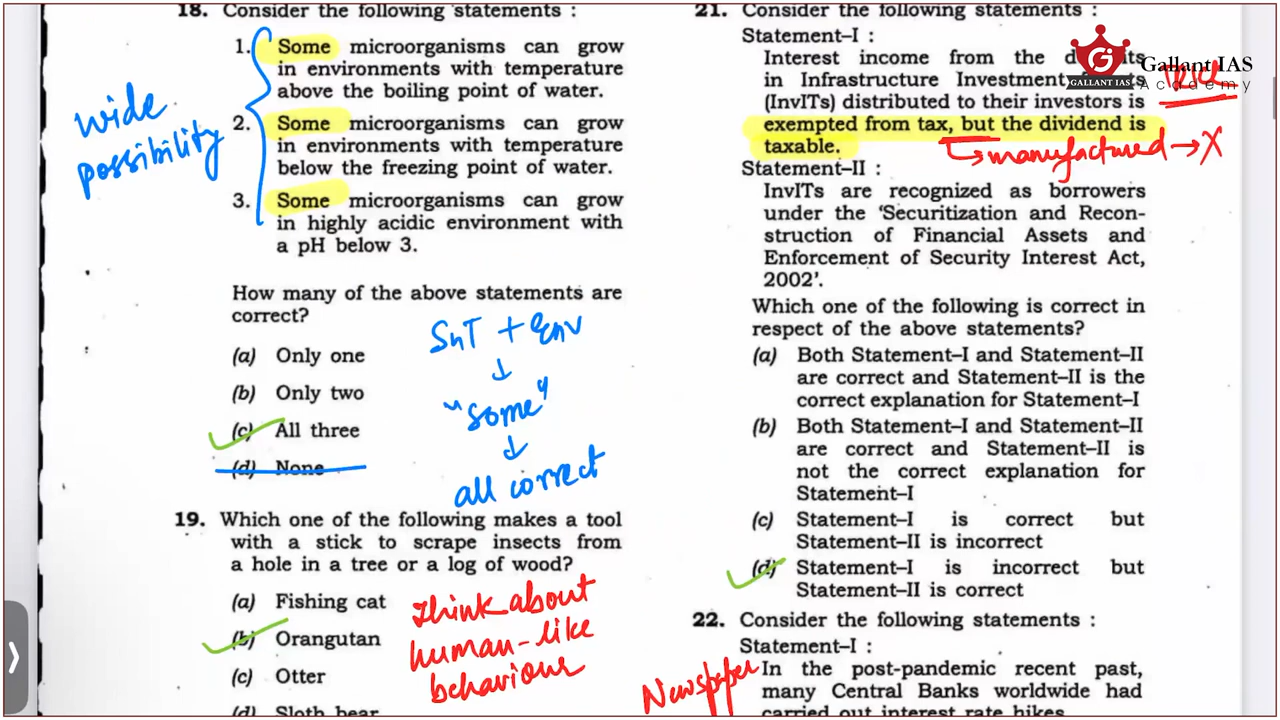 18. Consider the following statements :
1. Some microorganisms can grow
in environments with temperature
above the boiling point of water.
2. Some microorganisms can grow
in environments with temperature
below the freezing point of water.
3. Some microorganisms can grow
in highly acidic environment with
a pH below 3.
wide
possibility
How many of the above statements are
correct?
(a) Only one
(b) Only two
(c) All three
(d) None
SnT + Env
↓
"some"
↓
all correct
19. Which one of the following makes a tool
with a stick to scrape insects from
a hole in a tree or a log of wood?
(a) Fishing cat
(b) Orangutan
(c) Otter
(d) Sloth bear
Think about
human-like
behaviour
21. Consider the following statements :
Statement–I :
Interest income from the
in Infrastructure Investment
(InvITs) distributed to their investors is
exempted from tax, but the dividend is
taxable.
→ manufactured → X
Gallant IAS
Academy
GALLANT IAS
Statement–II :
InvITs are recognized as borrowers
under the 'Securitization and Recon-
struction of Financial Assets and
Enforcement of Security Interest Act,
2002'.
Which one of the following is correct in
respect of the above statements?
(a) Both Statement–I and Statement–II
are correct and Statement–II is the
correct explanation for Statement–I
(b) Both Statement–I and Statement–II
are correct and Statement–II is
not the correct explanation for
Statement–I
(c) Statement–I is correct but
Statement–II is incorrect
(d) Statement–I is incorrect but
Statement–II is correct
22. Consider the following statements :
Statement–I :
In the post-pandemic recent past,
many Central Banks worldwide had
carried out interest rate hikes.
Newspaper